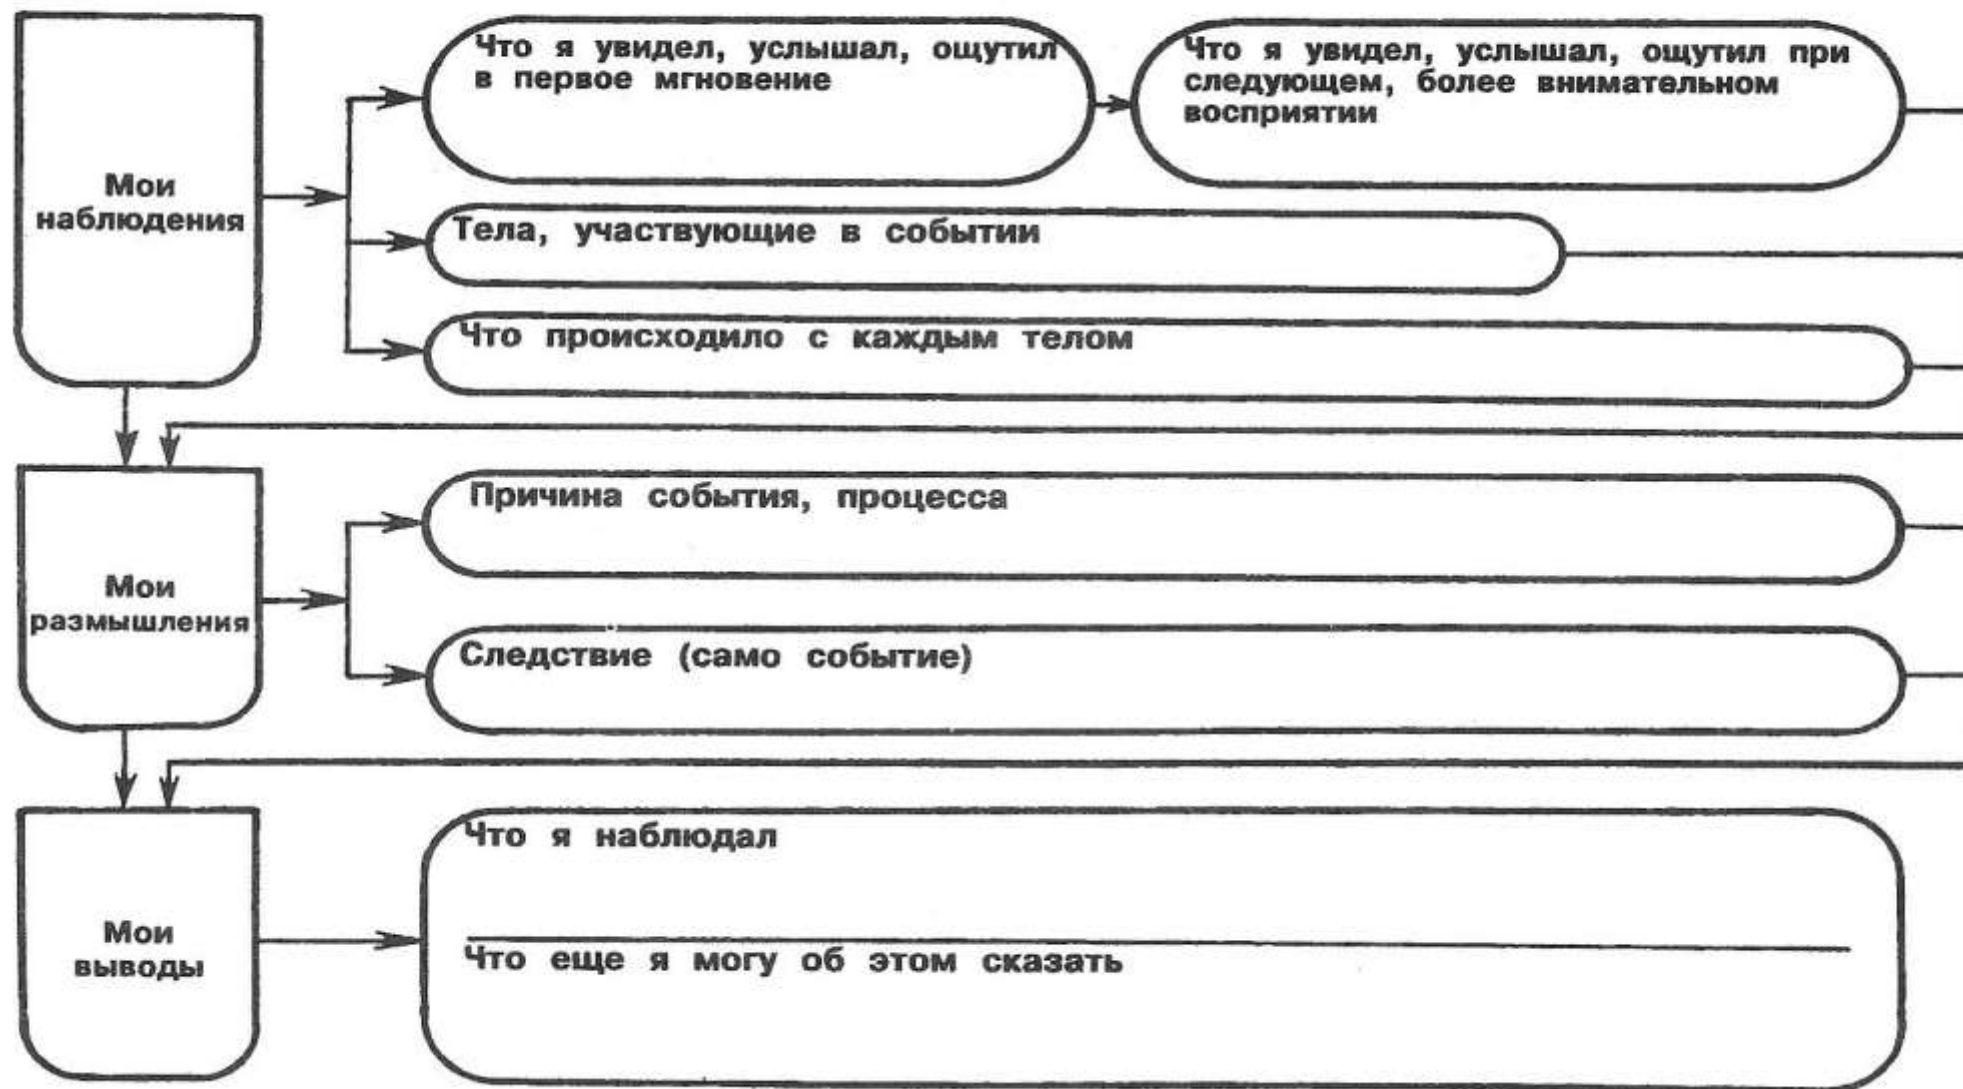 Мои
наблюдения
Что я увидел, услышал, ощутил
в первое мгновение
Что я увидел, услышал, ощутил при
следующем, более внимательном
восприятии
Тела, участвующие в событии
Что происходило с каждым телом
Мои
размышления
Причина события, процесса
Следствие (само событие)
Мои
выводы
Что я наблюдал
Что еще я могу об этом сказать